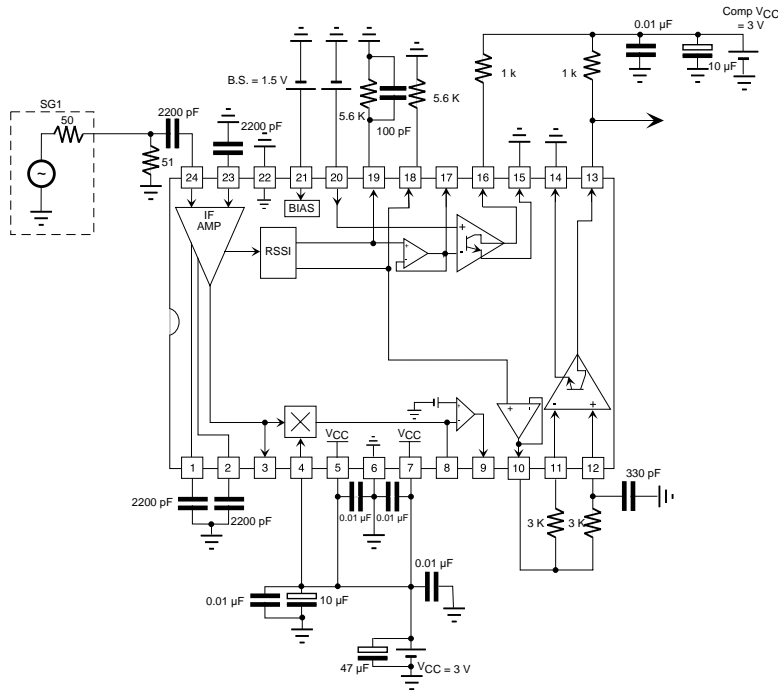 Comp VCC
= 3 V
0.01 µF
10 µF
1 k
1 k
B.S. = 1.5 V
5.6 K
5.6 K
100 pF
SG1
50
2200 pF
51
2200 pF
~
24 23 22 21 20 19 18 17 16 15 14 13
IF
AMP
BIAS
RSSI
+
-
+
-
+
-
-
+
VCC
VCC
1 2 3 4 5 6 7 8 9 10 11 12
2200 pF
2200 pF
0.01 µF
0.01 µF
330 pF
3 K
3 K
0.01 µF
0.01 µF
10 µF
47 µF
VCC = 3 V